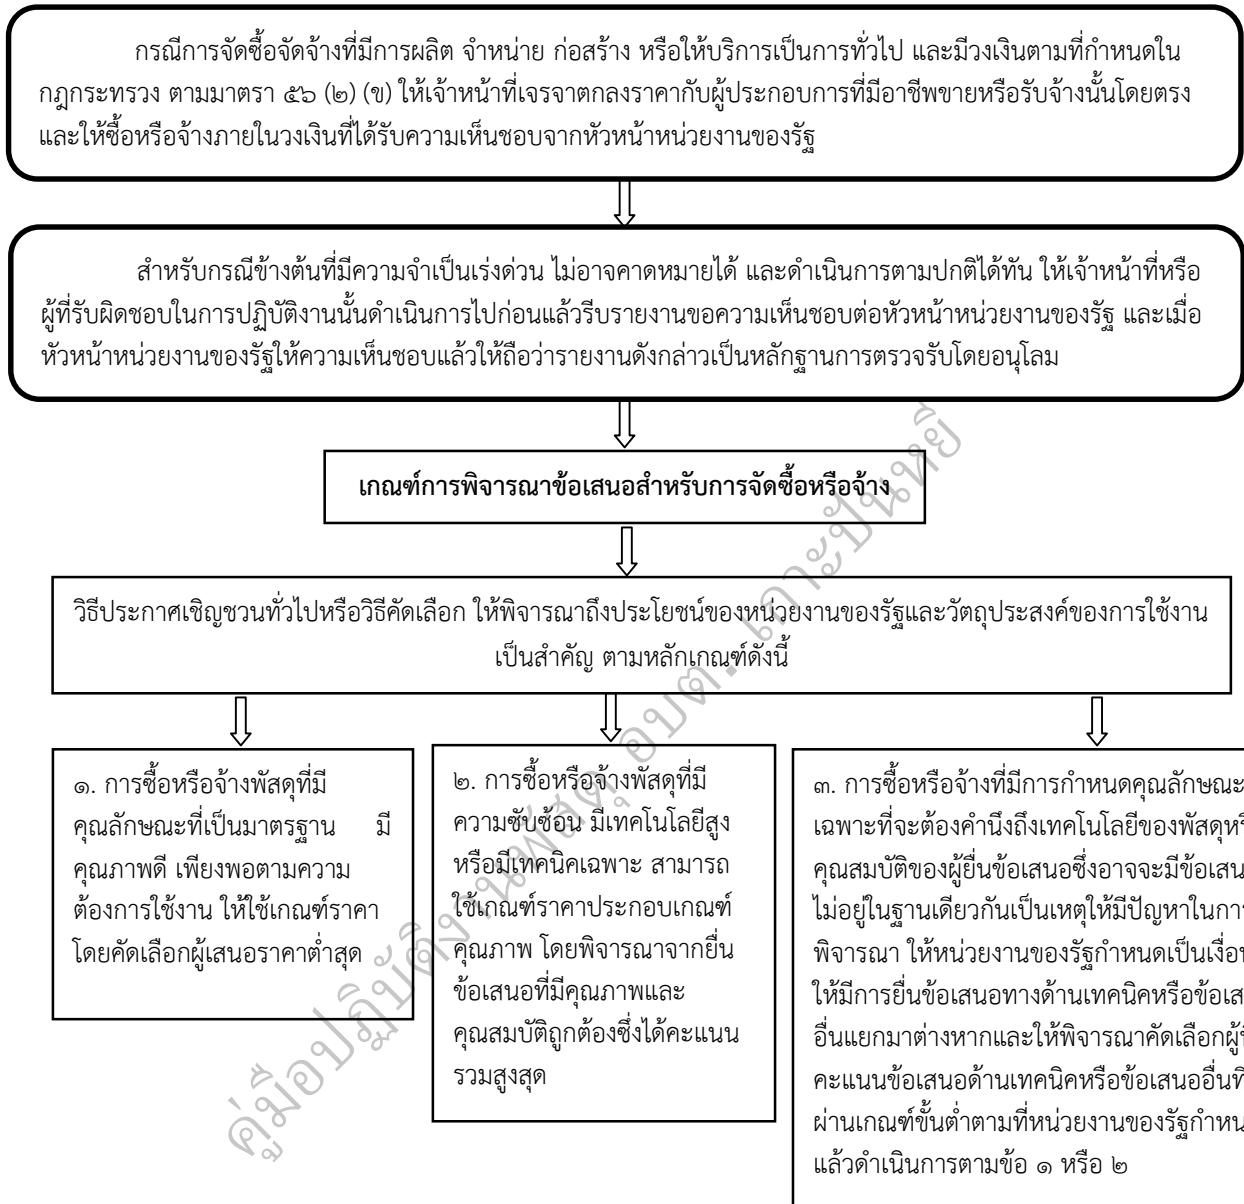 กรณีการจัดซื้อจัดจ้างที่มีการผลิต จำหน่าย ก่อสร้าง หรือให้บริการเป็นการทั่วไป และมีวงเงินตามที่กำหนดใน
กฎกระทรวง ตามมาตรา ๕๖ (๒) (ข) ให้เจ้าหน้าที่เจรจาตกลงราคากับผู้ประกอบการที่มีอาชีพขายหรือรับจ้างนั้นโดยตรง
และให้ซื้อหรือจ้างภายในวงเงินที่ได้รับความเห็นชอบจากหัวหน้าหน่วยงานของรัฐ
สำหรับกรณีข้างต้นที่มีความจำเป็นเร่งด่วน ไม่อาจคาดหมายได้ และดำเนินการตามปกติได้ทัน ให้เจ้าหน้าที่หรือ
ผู้ที่รับผิดชอบในการปฏิบัติงานนั้นดำเนินการไปก่อนแล้วรีบรายงานขอความเห็นชอบต่อหัวหน้าหน่วยงานของรัฐ และเมื่อ
หัวหน้าหน่วยงานของรัฐให้ความเห็นชอบแล้วให้ถือว่ารายงานดังกล่าวเป็นหลักฐานการตรวจรับโดยอนุโลม
เกณฑ์การพิจารณาข้อเสนอสำหรับการจัดซื้อหรือจ้าง
วิธีประกาศเชิญชวนทั่วไปหรือวิธีคัดเลือก ให้พิจารณาถึงประโยชน์ของหน่วยงานของรัฐและวัตถุประสงค์ของการใช้งาน
เป็นสำคัญ ตามหลักเกณฑ์ดังนี้
๑. การซื้อหรือจ้างพัสดุที่มี
คุณลักษณะที่เป็นมาตรฐาน มี
คุณภาพดี เพียงพอตามความ
ต้องการใช้งาน ให้ใช้เกณฑ์ราคา
โดยคัดเลือกผู้เสนอราคาต่ำสุด
๒. การซื้อหรือจ้างพัสดุที่มี
ความซับซ้อน มีเทคโนโลยีสูง
หรือมีเทคนิคเฉพาะ สามารถ
ใช้เกณฑ์ราคาประกอบเกณฑ์
คุณภาพ โดยพิจารณาจากยื่น
ข้อเสนอที่มีคุณภาพและ
คุณสมบัติถูกต้องซึ่งได้คะแนน
รวมสูงสุด
๓. การซื้อหรือจ้างที่มีการกำหนดคุณลักษณะ
เฉพาะที่จะต้องคำนึงถึงเทคโนโลยีของพัสดุ
คุณสมบัติของผู้ยื่นข้อเสนอซึ่งอาจจะมี
ไม่อยู่ในฐานเดียวกันเป็นเหตุให้มีปัญหาใน
พิจารณา ให้หน่วยงานของรัฐกำหนดเป็น
ให้มีการยื่นข้อเสนอทางด้านเทคนิคหรือ
อื่นแยกมาต่างหากและให้พิจารณาคัดเลือก
คะแนนข้อเสนอด้านเทคนิคหรือข้อเสนออื่น
ผ่านเกณฑ์ขั้นต่ำตามที่หน่วยงานของรัฐ
แล้วดำเนินการตามข้อ ๑ หรือ ๒
คู่มือปฏิบัติงานพัสดุ อบต. เกาะปันหยี